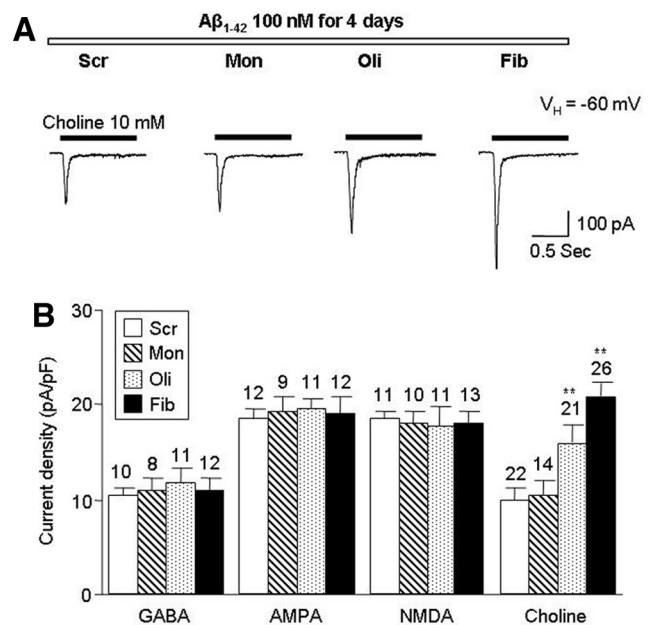 A
Aβ1-42 100 nM for 4 days
Scr Mon Oli Fib
Choline 10 mM
VH = -60 mV
100 pA
0.5 Sec
B
Current density (pA/pF)
30
20
10
0
Scr
Mon
Oli
Fib
10 8 11 12
12 9 11 12
11 10 11 13
22 14 ** 21 ** 26
GABA AMPA NMDA Choline